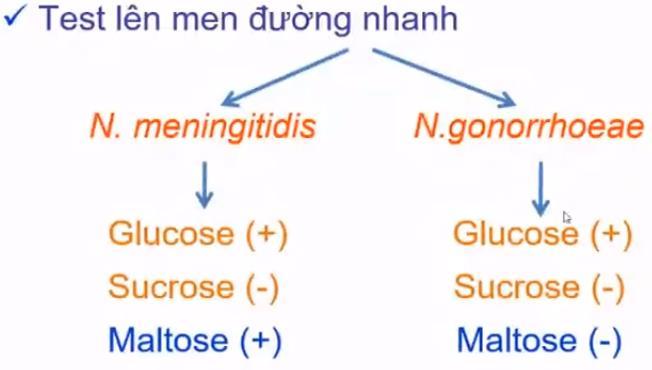 ✓ Test lên men đường nhanh
N. meningitidis
N.gonorrhoeae
Glucose (+)
Glucose (+)
Sucrose (-)
Sucrose (-)
Maltose (+)
Maltose (-)